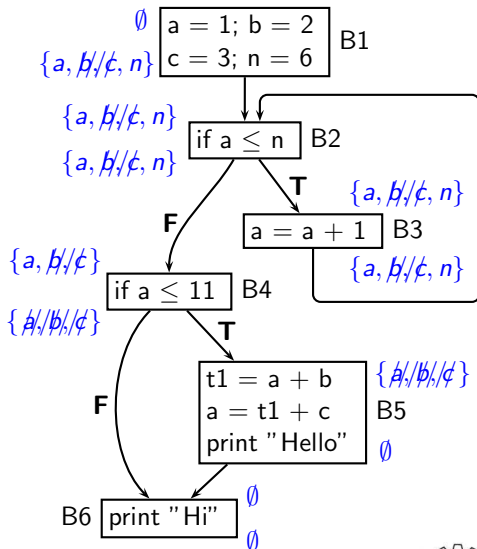 ∅
a = 1; b = 2
c = 3; n = 6
B1
{a, b, c, n}
{a, b, c, n}
if a ≤ n
B2
{a, b, c, n}
T
{a, b, c, n}
F
a = a + 1
B3
{a, b, c}
{a, b, c, n}
if a ≤ 11
B4
{a, b, c}
T
t1 = a + b
{a, b, c}
F
a = t1 + c
B5
print "Hello"
∅
∅
B6
print "Hi"
∅